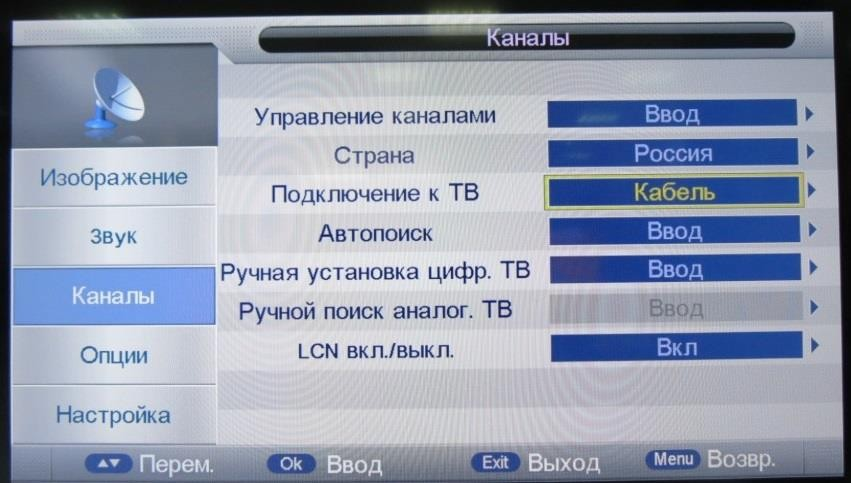 Каналы
Изображение
Звук
Каналы
Опции
Настройка
Управление каналами Ввод
Страна Россия
Подключение к ТВ Кабель
Автопоиск Ввод
Ручная установка цифр. ТВ Ввод
Ручной поиск аналог. ТВ Ввод
LCN вкл./выкл. Вкл
Перем. Ok Ввод Exit Выход Menu Возвр.